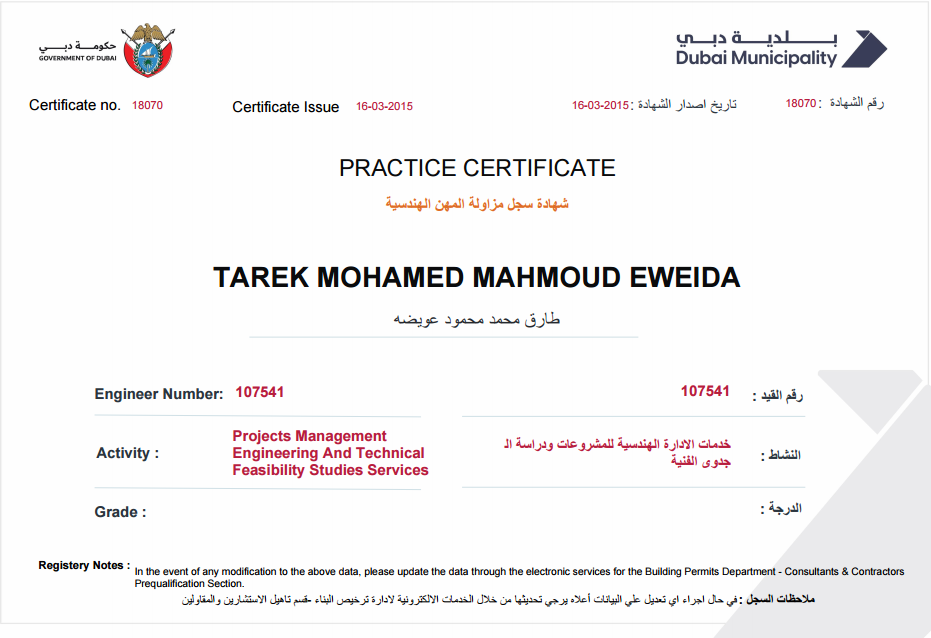 حكومة دبي
GOVERNMENT OF DUBAI
بلدية دبي
Dubai Municipality
Certificate no. 18070 Certificate Issue 16-03-2015 تاريخ اصدار الشهادة : 16-03-2015 رقم الشهادة : 18070
PRACTICE CERTIFICATE
شهادة سجل مزاولة المهن الهندسية
TAREK MOHAMED MAHMOUD EWEIDA
طارق محمد محمود عويضه
Engineer Number: 107541 رقم القيد : 107541
Activity : Projects Management
Engineering And Technical
Feasibility Studies Services
النشاط : خدمات الادارة الهندسية للمشروعات ودراسة ال
جدوى الفنية
Grade : الدرجة :
Registery Notes : In the event of any modification to the above data, please update the data through the electronic services for the Building Permits Department - Consultants & Contractors
Prequalification Section.
ملاحظات السجل : في حال اجراء اي تعديل علي البيانات أعلاه يرجي تحديثها من خلال الخدمات الالكترونية لادارة ترخيص البناء -قسم تاهيل الاستشارين والمقاولين